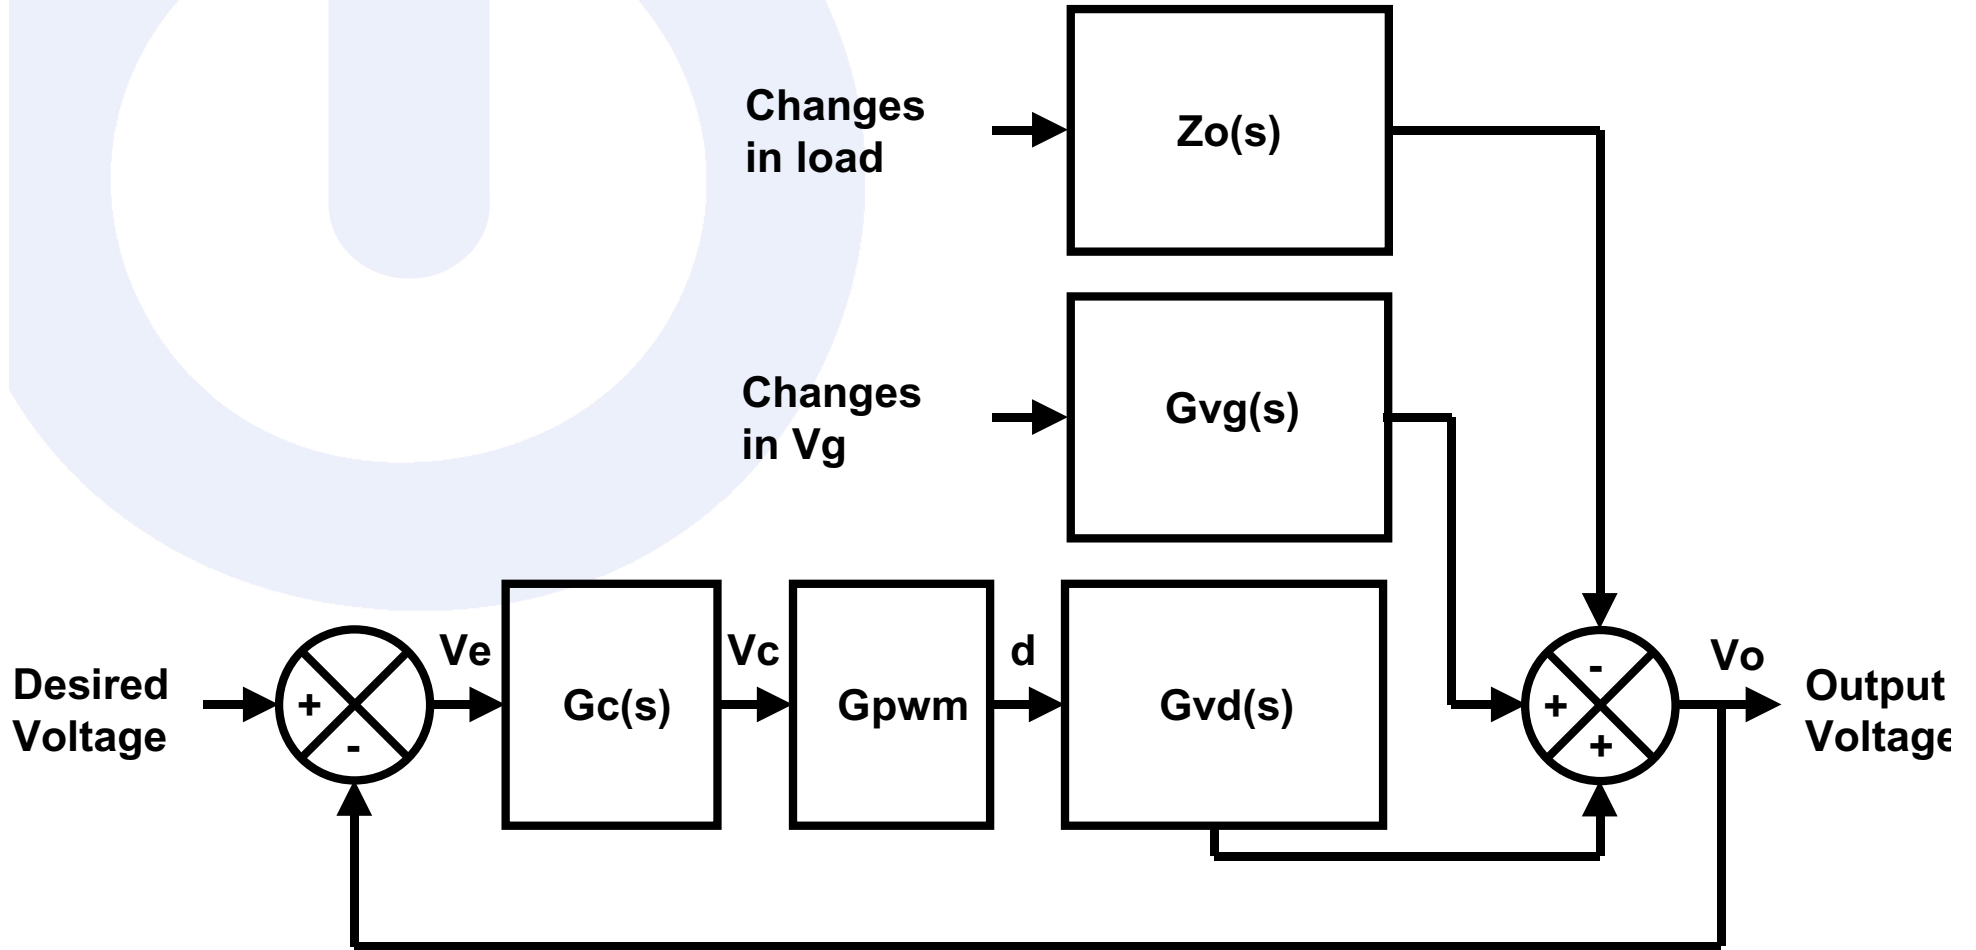 Changes
in load
Zo(s)
Changes
in Vg
Gvg(s)
Desired
Voltage
+
-
Ve
Gc(s)
Vc
Gpwm
d
Gvd(s)
-
+
+
Vo
Output
Voltage